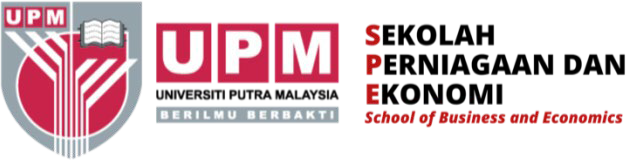 UPM
UPM
UNIVERSITI PUTRA MALAYSIA
BERILMU BERBAKTI
SEKOLAH
PERNIAGAAN DAN
EKONOMI
School of Business and Economics